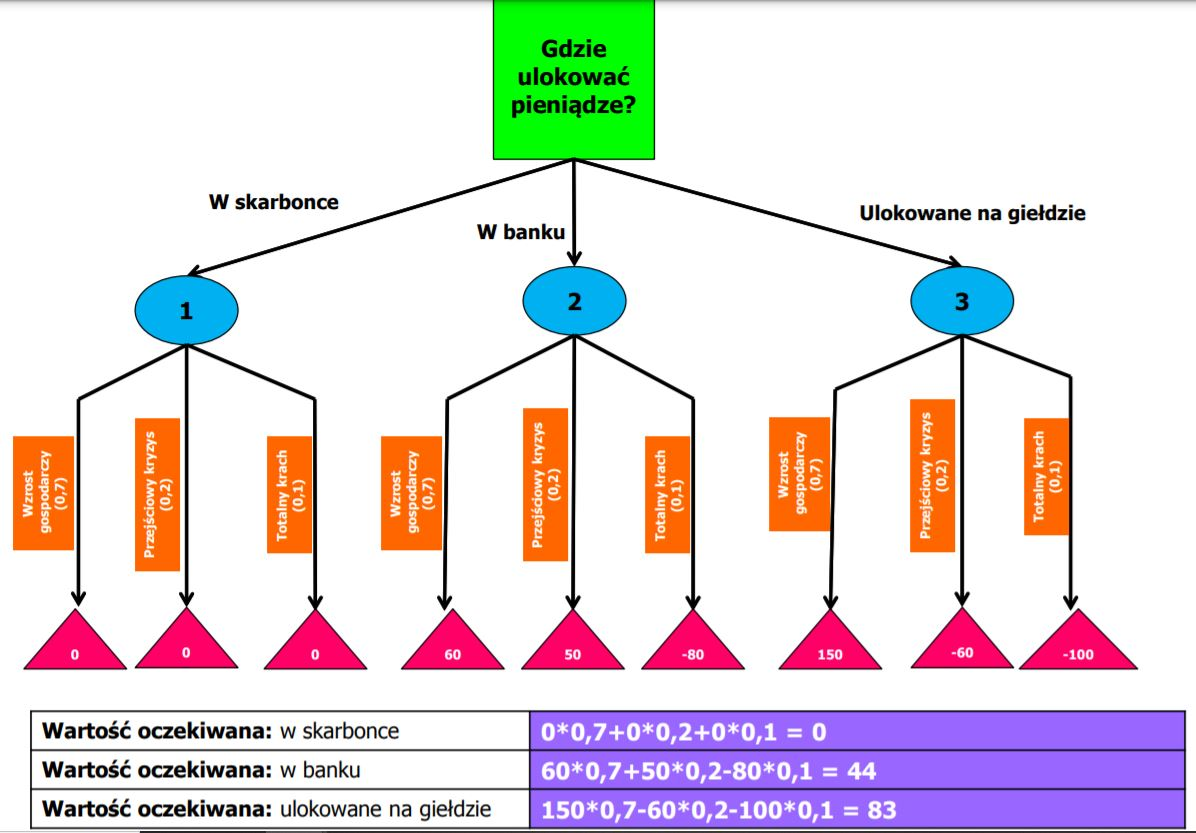 Gdzie
ulokować
pieniądze?
W skarbonce
W banku
Ulokowane na giełdzie
1
2
3
Wzrost
gospodarczy
(0,7)
Przejściowy kryzys
(0,2)
Totalny krach
(0,1)
Wzrost
gospodarczy
(0,7)
Przejściowy kryzys
(0,2)
Totalny krach
(0,1)
Wzrost
gospodarczy
(0,7)
Przejściowy kryzys
(0,2)
Totalny krach
(0,1)
0
0
0
60
50
-80
150
-60
-100
Wartość oczekiwana: w skarbonce
0*0,7+0*0,2+0*0,1 = 0
Wartość oczekiwana: w banku
60*0,7+50*0,2-80*0,1 = 44
Wartość oczekiwana: ulokowane na giełdzie
150*0,7-60*0,2-100*0,1 = 83